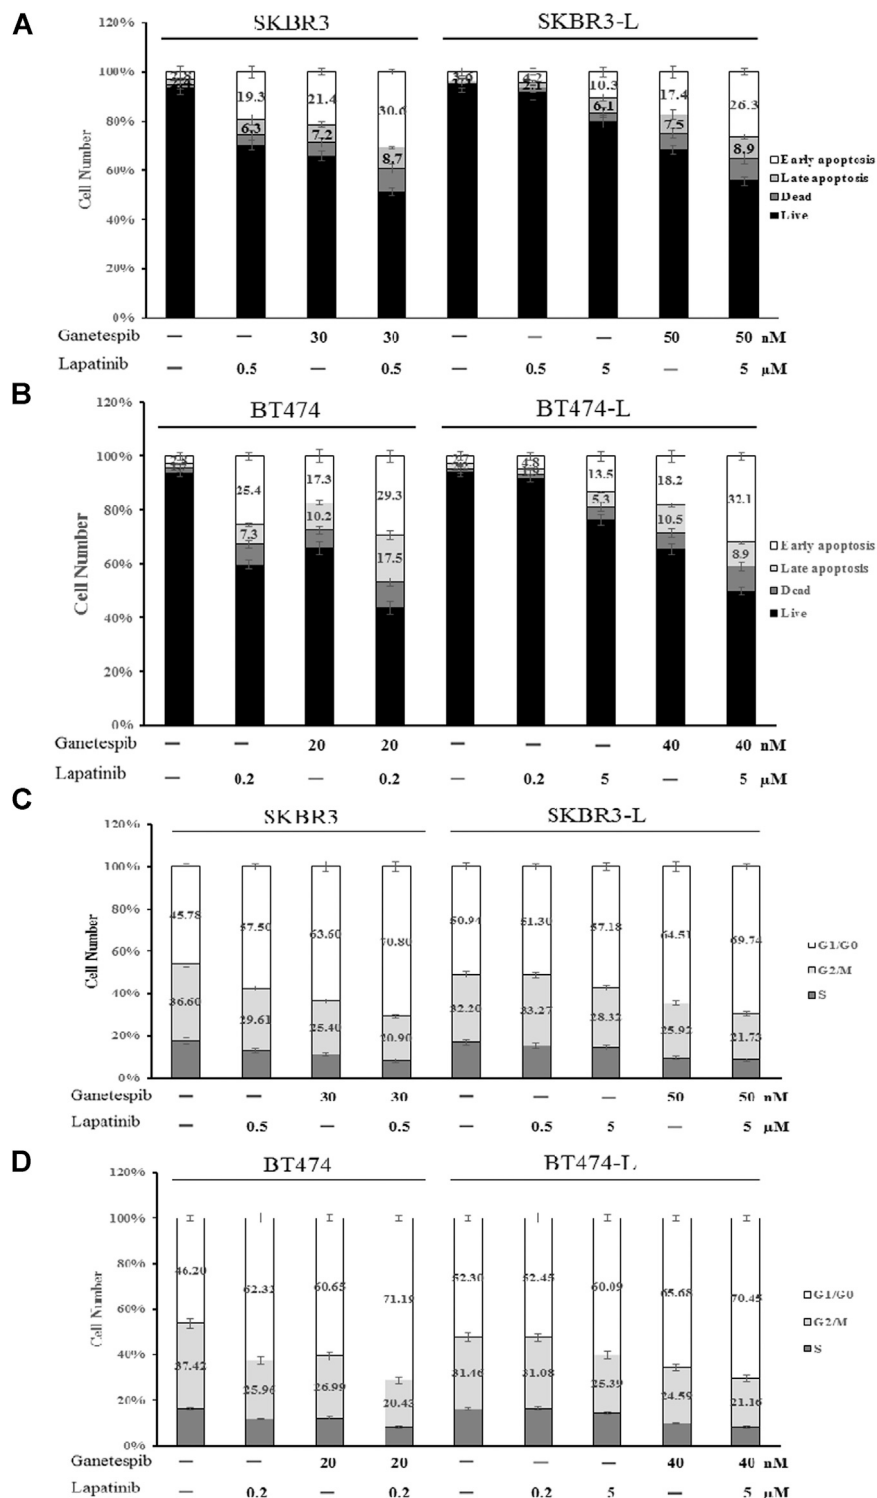 A
SKBR3 SKBR3-L
120%
100%
80%
60%
40%
20%
0%
Cell Number
19.3 21.4 30.6 4.2 10.3 17.4 26.3
6.3 7.2 8.7 2.1 6.1 7.5 8.9
Early apoptosis
Late apoptosis
Dead
Live
Ganetespib — — 30 30 — — — 50 50 nM
Lapatinib — 0.5 — 0.5 — 0.5 5 — 5 µM
B
BT474 BT474-L
120%
100%
80%
60%
40%
20%
0%
Cell Number
25.4 17.3 29.3 4.8 13.5 18.2 32.1
7.3 10.2 17.5 1.9 5.3 10.5 8.9
Early apoptosis
Late apoptosis
Dead
Live
Ganetespib — — 20 20 — — — 40 40 nM
Lapatinib — 0.2 — 0.2 — 0.2 5 — 5 µM
C
SKBR3 SKBR3-L
120%
100%
80%
60%
40%
20%
0%
Cell Number
45.78 57.50 63.60 70.80 50.94 51.30 57.18 64.51 69.74
36.60 29.61 25.40 20.90 32.20 33.27 28.32 25.92 21.73
G1/G0
G2/M
S
Ganetespib — — 30 30 — — — 50 50 nM
Lapatinib — 0.5 — 0.5 — 0.5 5 — 5 µM
D
BT474 BT474-L
120%
100%
80%
60%
40%
20%
0%
Cell Number
46.20 62.32 60.65 71.19 52.30 52.45 60.09 65.68 70.45
37.42 25.96 26.99 20.43 31.46 31.08 25.39 24.59 21.16
G1/G0
G2/M
S
Ganetespib — — 20 20 — — — 40 40 nM
Lapatinib — 0.2 — 0.2 — 0.2 5 — 5 µM